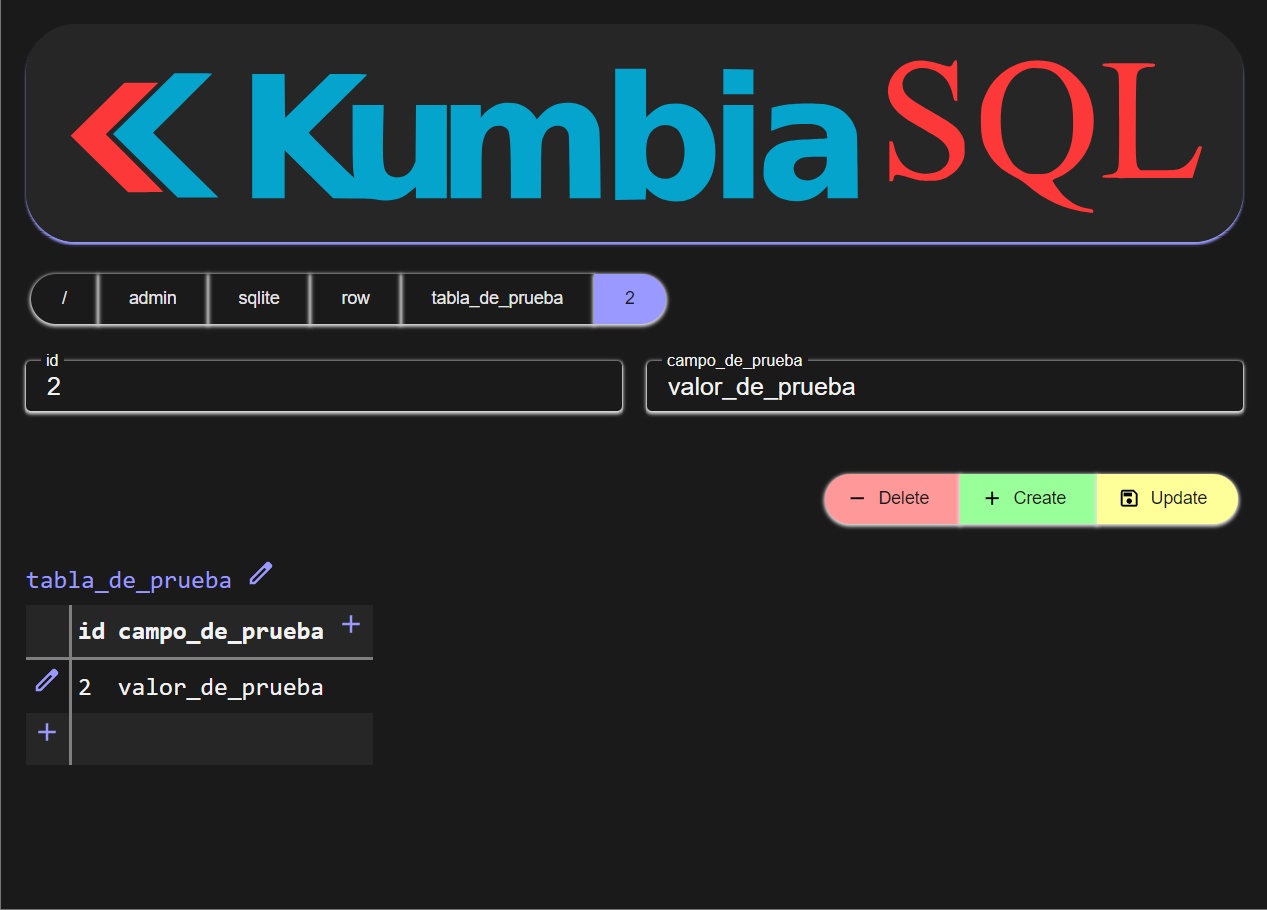 Kumbia SQL
/ admin sqlite row tabla_de_prueba 2
id campo_de_prueba
2 valor_de_prueba
Delete Create Update
tabla_de_prueba
id campo_de_prueba +
2 valor_de_prueba
+